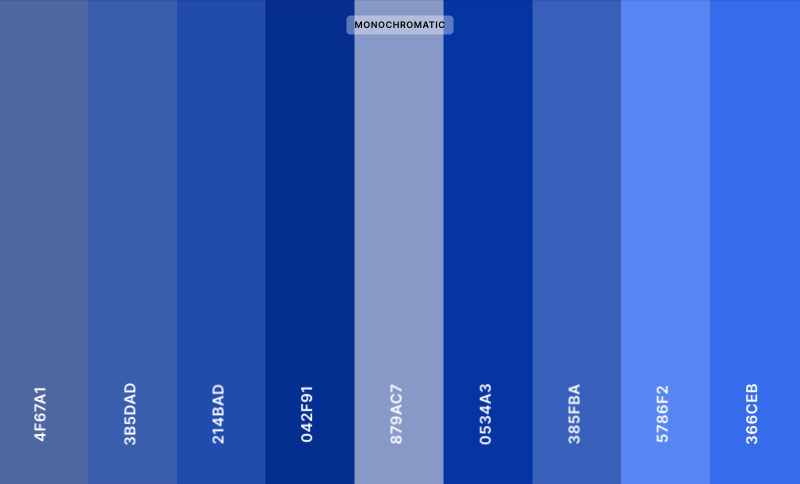 MONOCHROMATIC
4F67A1
3B5DAD
214BAD
042F91
879AC7
0534A3
385FBA
5786F2
366CEB